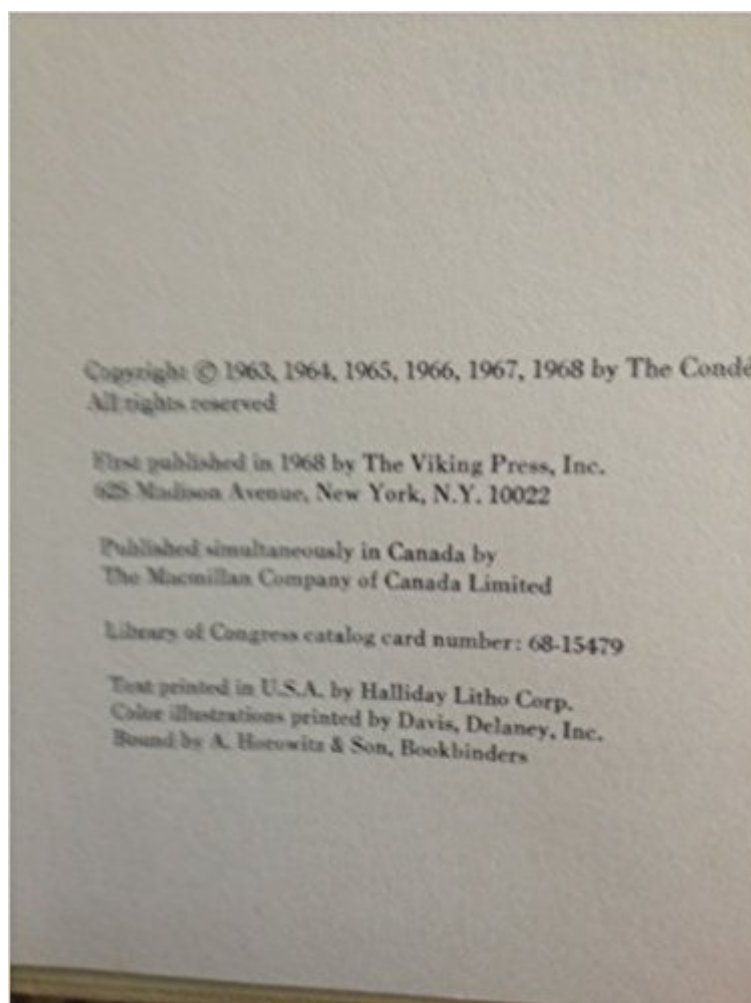 Copyright © 1963, 1964, 1965, 1966, 1967, 1968 by The Condé
All rights reserved
First published in 1968 by The Viking Press, Inc.
625 Madison Avenue, New York, N.Y. 10022
Published simultaneously in Canada by
The Macmillan Company of Canada Limited
Library of Congress catalog card number: 68-15479
Text printed in U.S.A. by Halliday Litho Corp.
Color illustrations printed by Davis, Delaney, Inc.
Bound by A. Horowitz & Son, Bookbinders